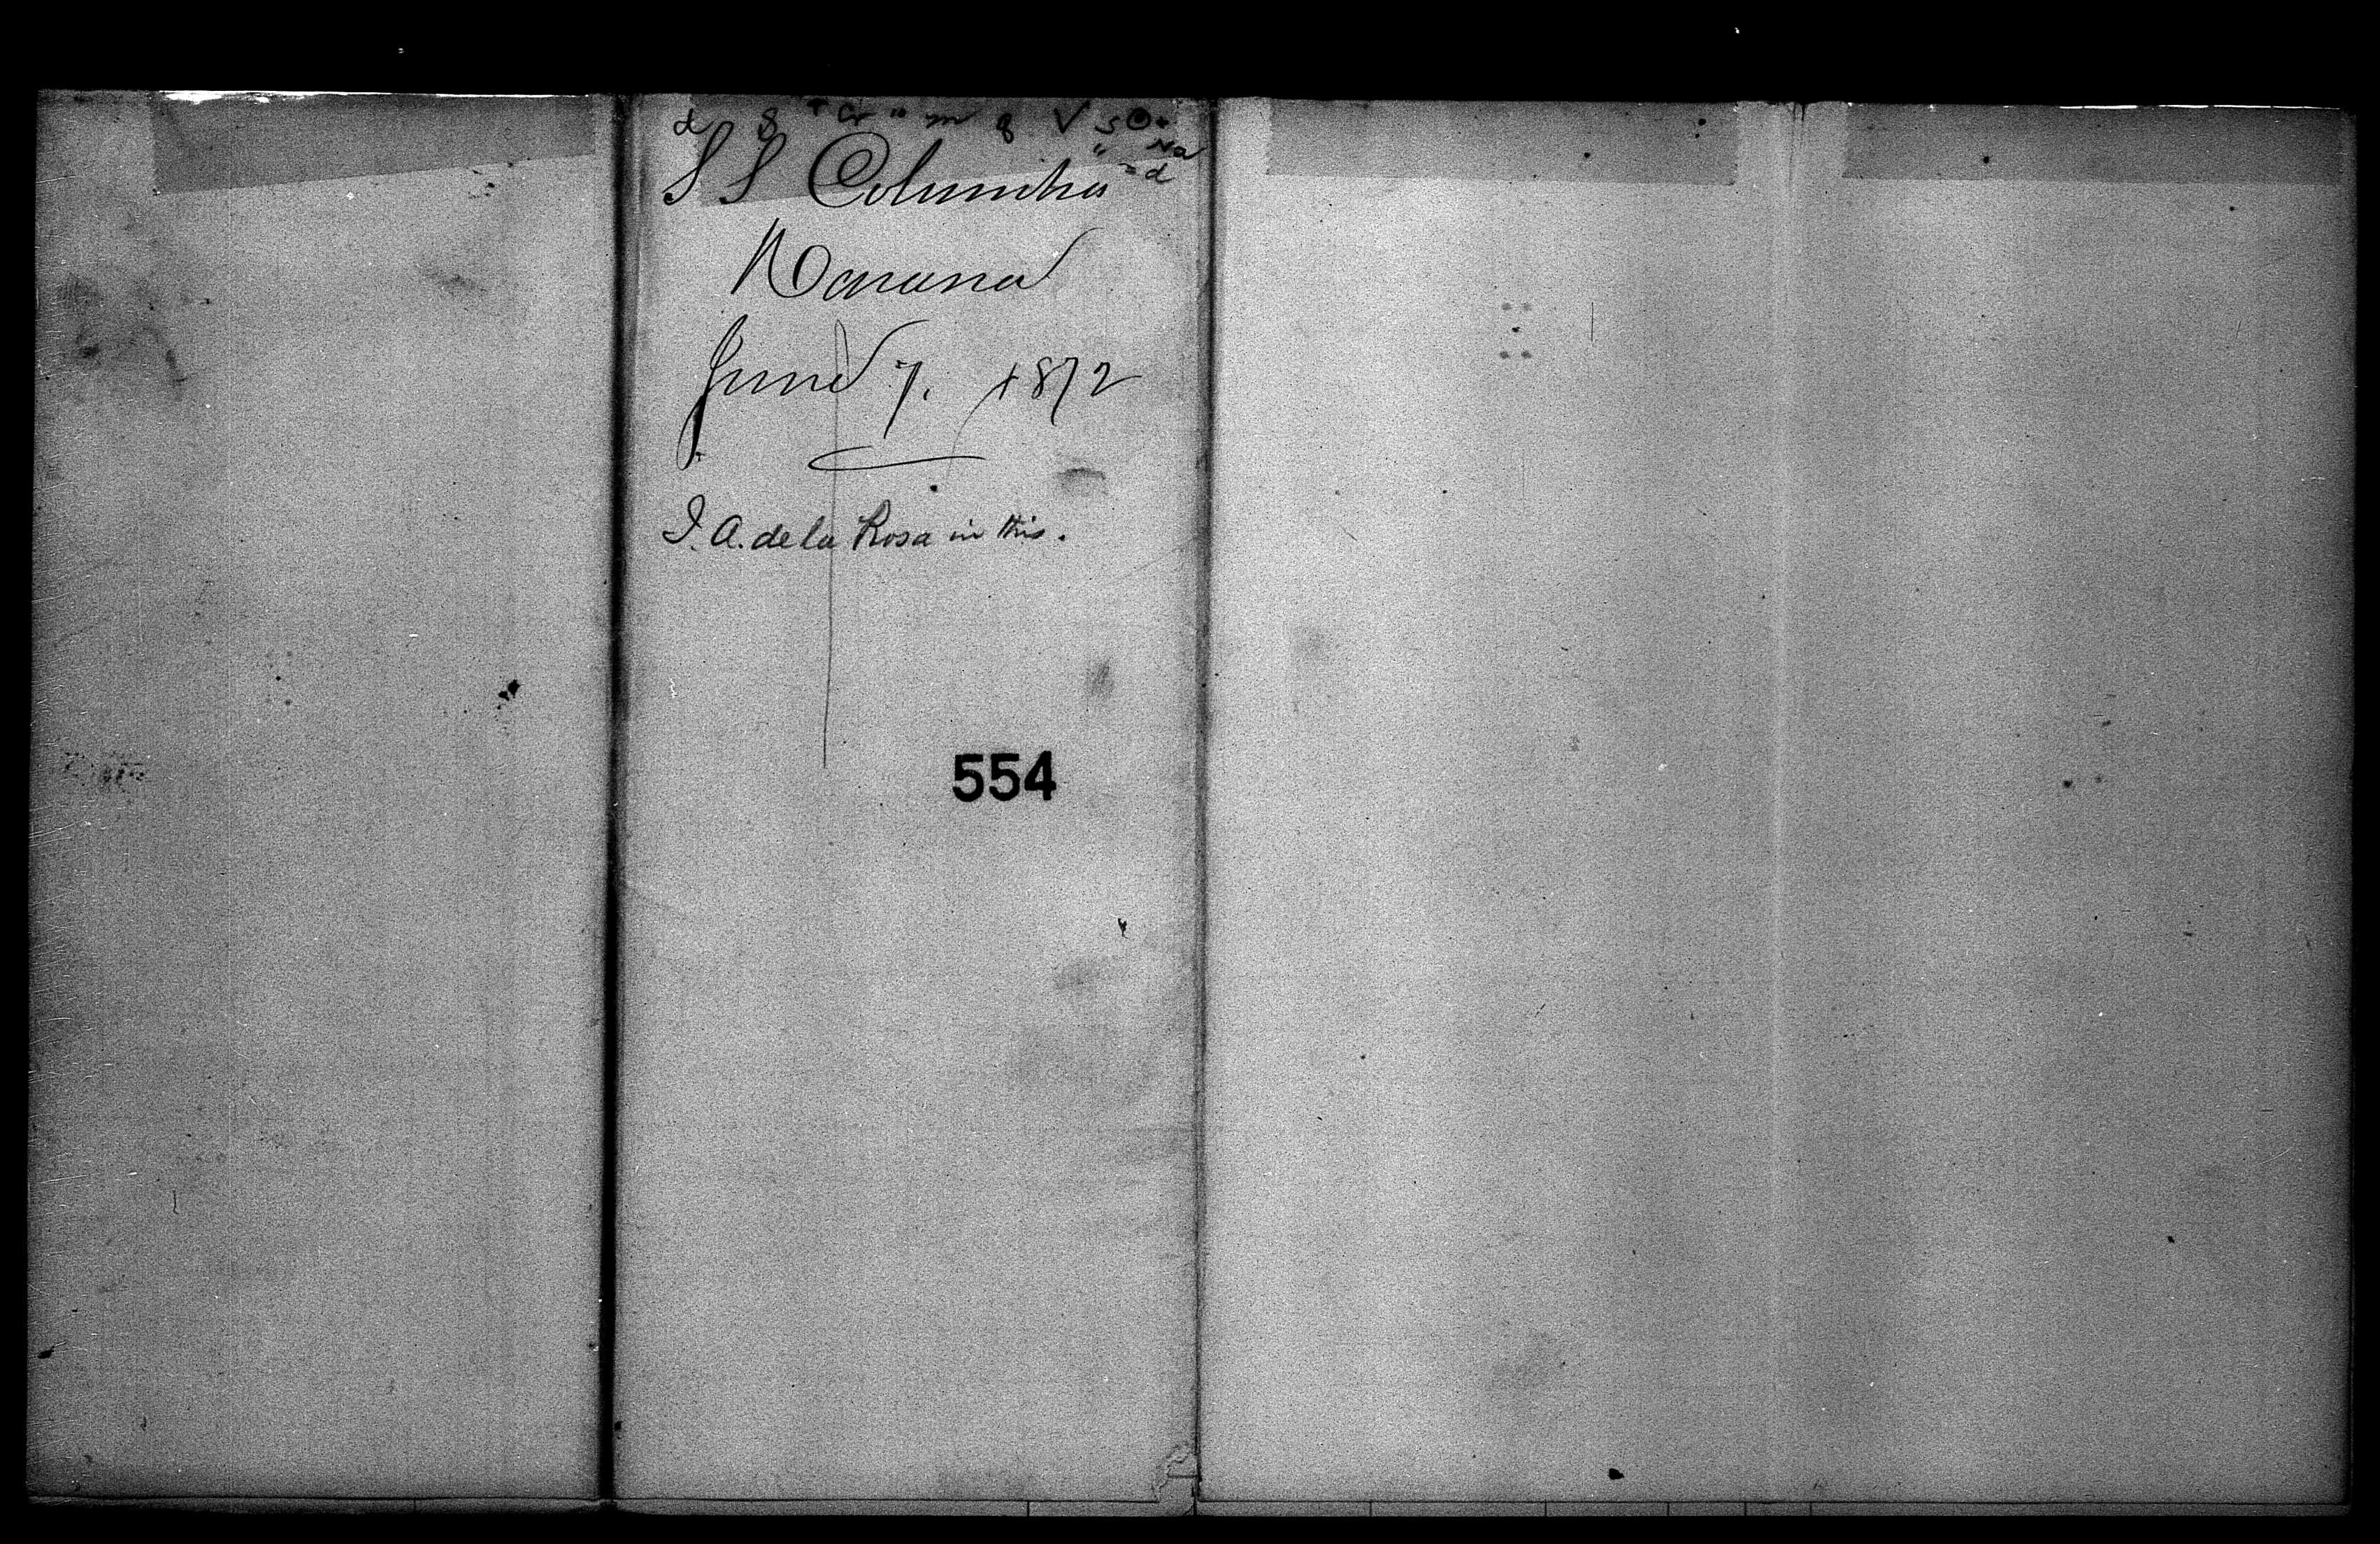 S S Columbia
Havana
June 7. 1872
J. A. de la Rosa in this.
554